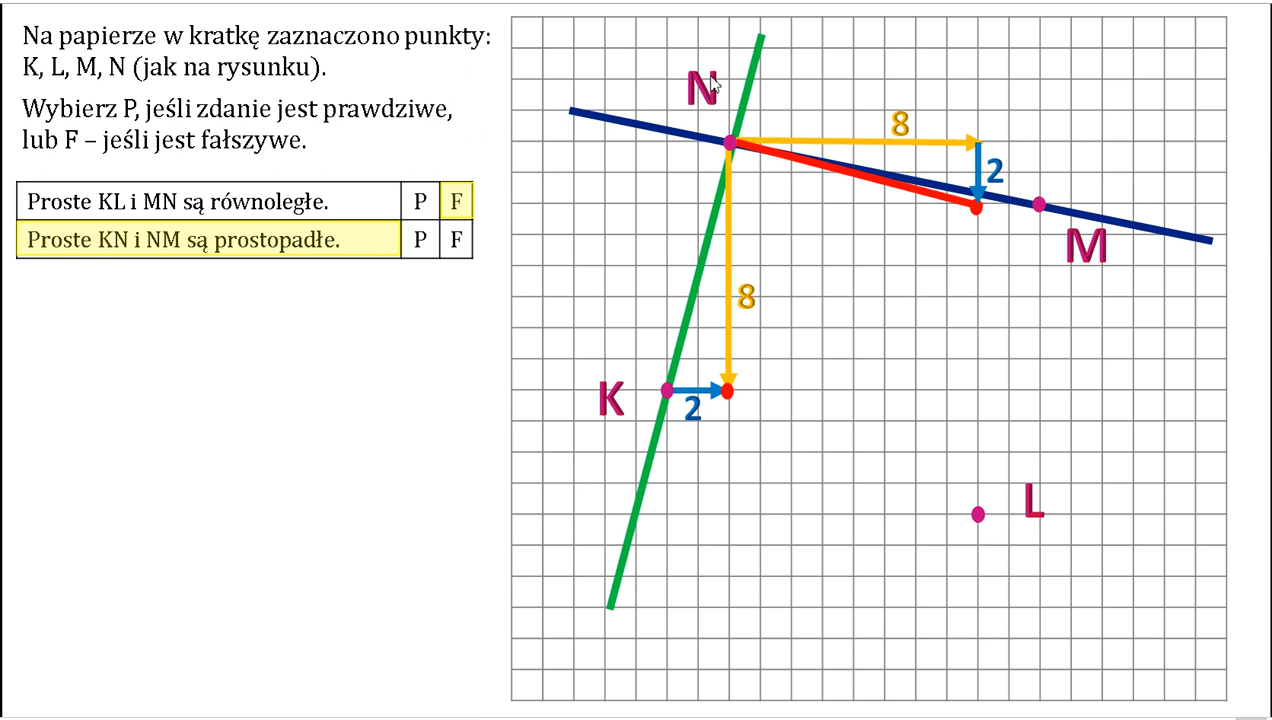 Na papierze w kratkę zaznaczono punkty:
K, L, M, N (jak na rysunku).
Wybierz P, jeśli zdanie jest prawdziwe,
lub F – jeśli jest fałszywe.
Proste KL i MN są równoległe. P F
Proste KN i NM są prostopadłe. P F
N
8
2
M
8
K
2
L